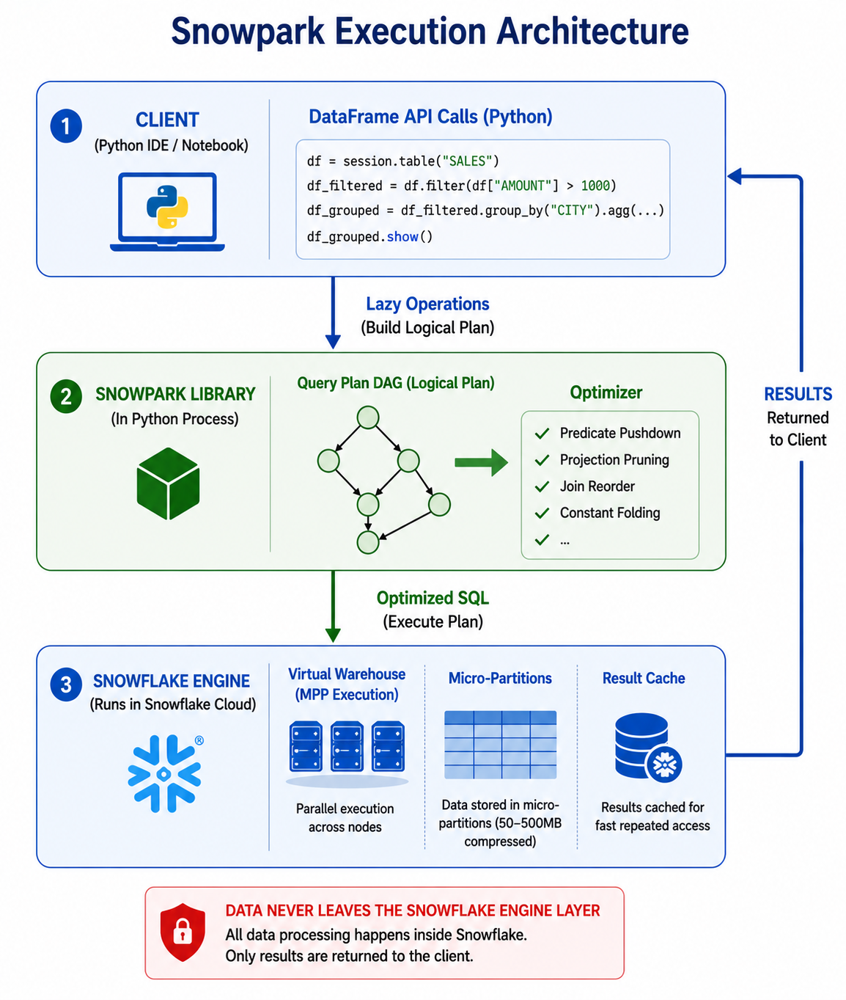 Snowpark Execution Architecture
1
CLIENT
(Python IDE / Notebook)
DataFrame API Calls (Python)
df = session.table("SALES")
df_filtered = df.filter(df["AMOUNT"] > 1000)
df_grouped = df_filtered.group_by("CITY").agg(...)
df_grouped.show()
Lazy Operations
(Build Logical Plan)
2
SNOWPARK LIBRARY
(In Python Process)
Query Plan DAG (Logical Plan)
Optimizer
Predicate Pushdown
Projection Pruning
Join Reorder
Constant Folding
...
RESULTS
Returned
to Client
Optimized SQL
(Execute Plan)
3
SNOWFLAKE ENGINE
(Runs in Snowflake Cloud)
®
Virtual Warehouse
(MPP Execution)
Parallel execution
across nodes
Micro-Partitions
Data stored in micro-
partitions (50–500MB
compressed)
Result Cache
Results cached for
fast repeated access
DATA NEVER LEAVES THE SNOWFLAKE ENGINE LAYER
All data processing happens inside Snowflake.
Only results are returned to the client.